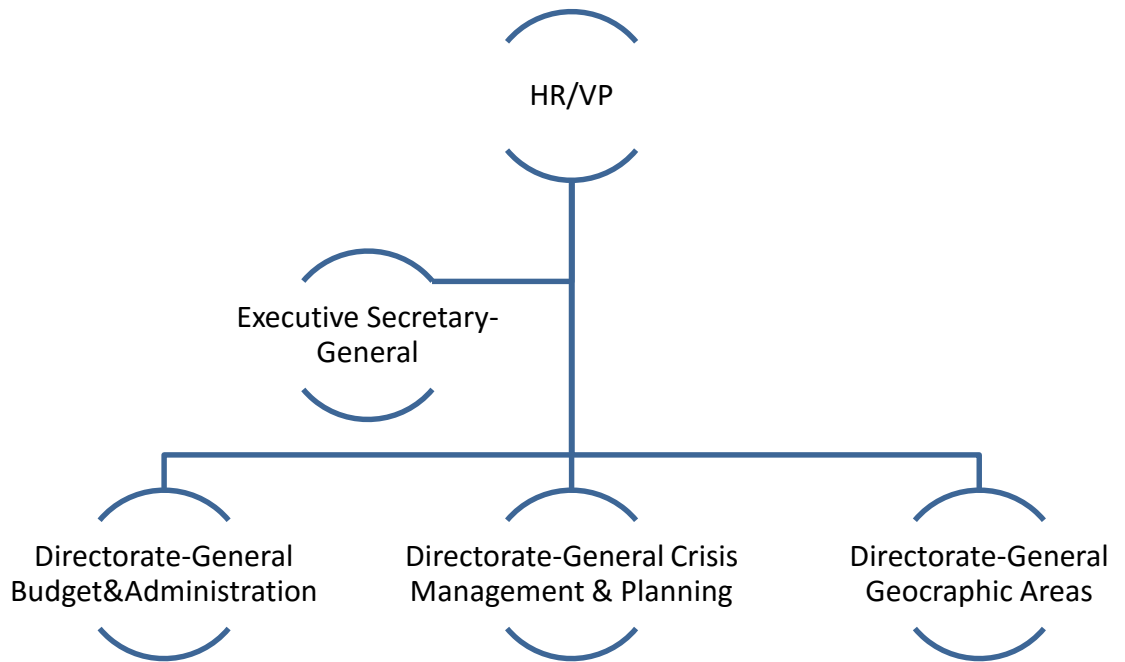 HR/VP
Executive Secretary-
General
Directorate-General
Budget&Administration
Directorate-General Crisis
Management & Planning
Directorate-General
Geocraphic Areas